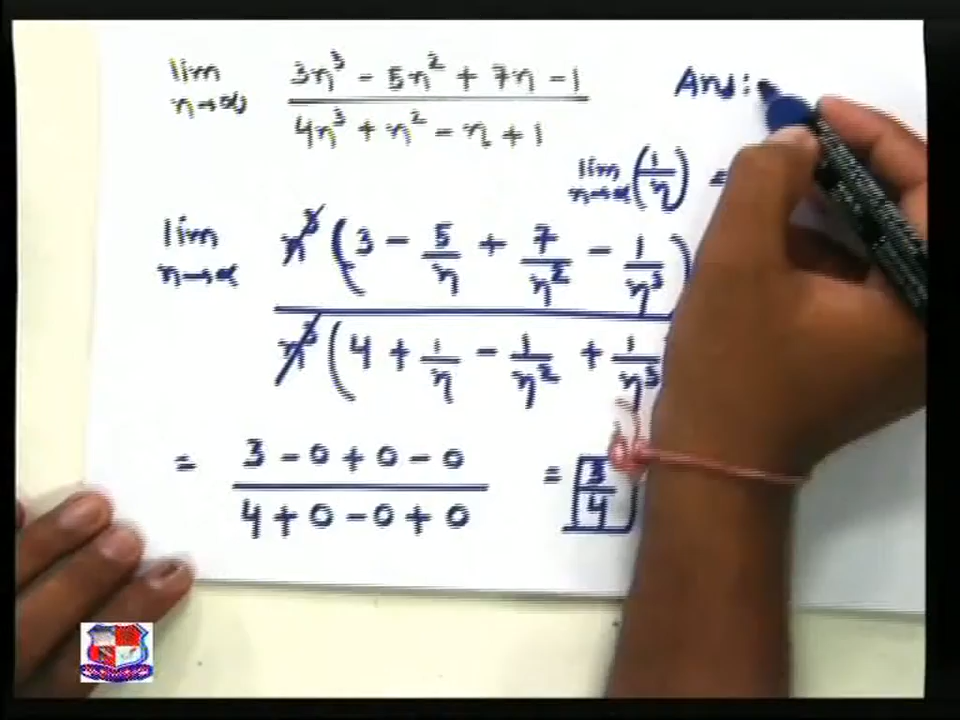 lim n→∞ 3n³ - 5n² + 7n - 1 / 4n³ + n² - n + 1
Ans:
lim n→∞ (1/n) =
lim n→∞ n³ (3 - 5/n + 7/n² - 1/n³) / n³ (4 + 1/n - 1/n² + 1/n³
= 3 - 0 + 0 - 0 / 4 + 0 - 0 + 0 = 3/4